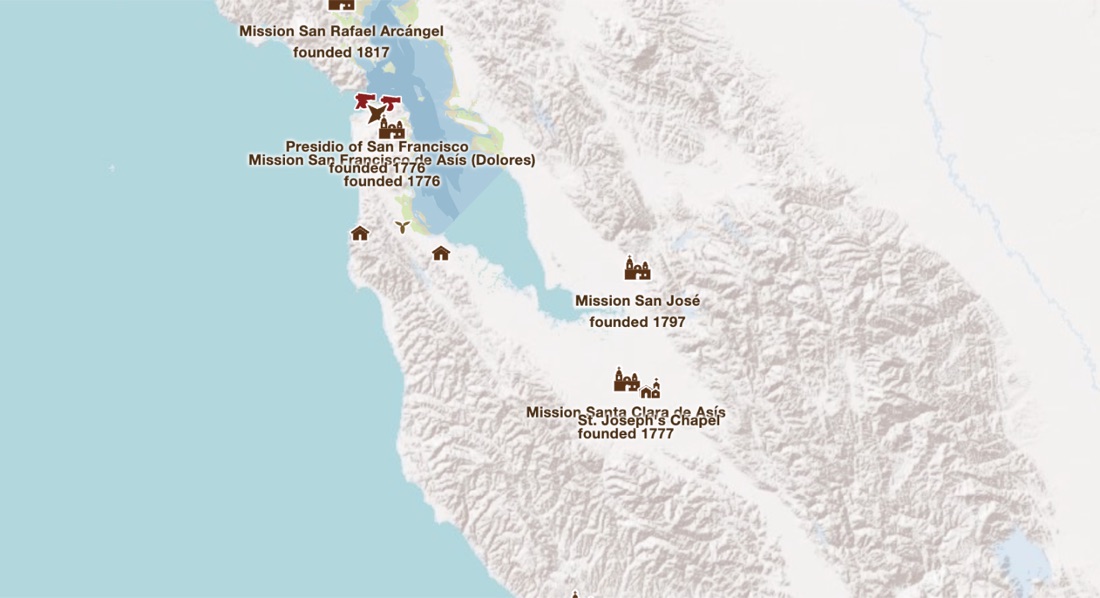 Mission San Rafael Arcángel
founded 1817
Presidio of San Francisco
Mission San Francisco de Asís (Dolores)
founded 1776
founded 1776
Mission San José
founded 1797
Mission Santa Clara de Asís
St. Joseph's Chapel
founded 1777